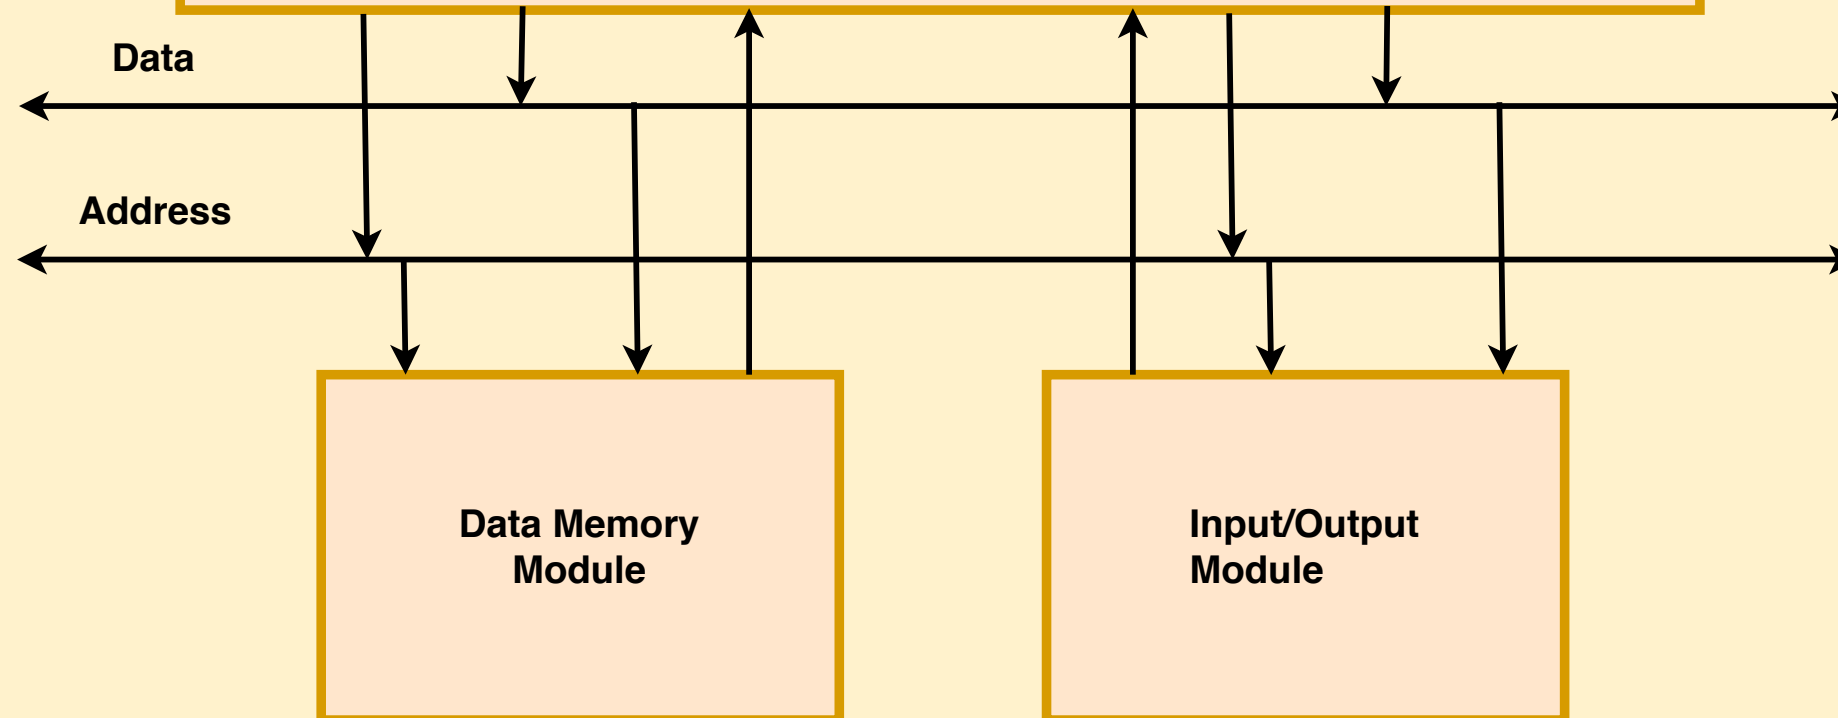 Data
Address
Data Memory
Module
Input/Output
Module